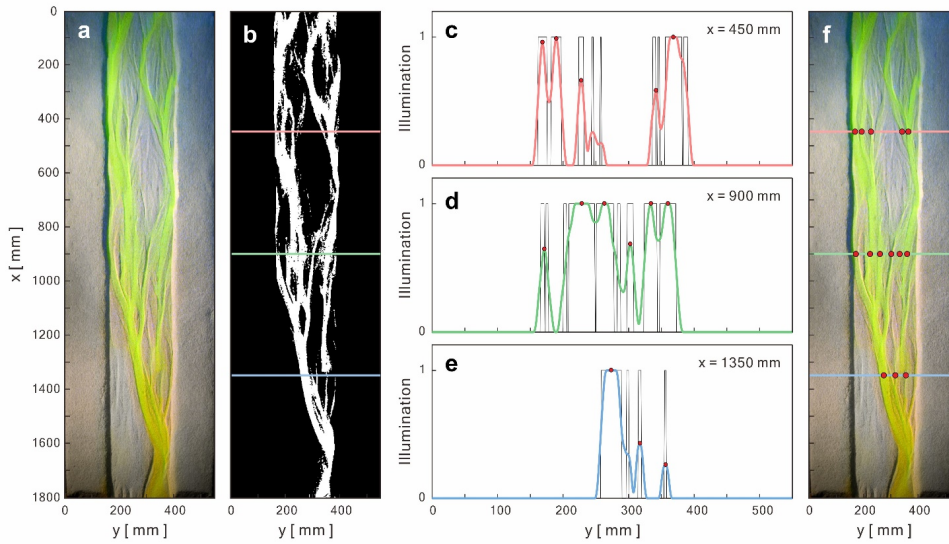 a
0
200
400
600
800
1000
1200
1400
1600
1800
x [ mm ]
0
200
400
y [ mm ]
b
0
200
400
y [ mm ]
c
x = 450 mm
1
0
Illumination
d
x = 900 mm
1
0
Illumination
e
x = 1350 mm
1
0
Illumination
0
100
200
300
400
500
y [ mm ]
f
0
200
400
y [ mm ]